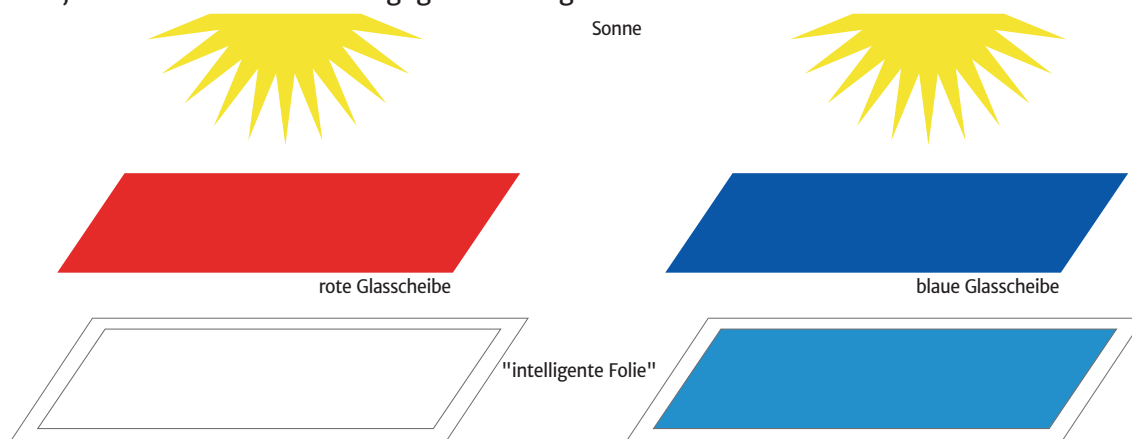 Sonne
rote Glasscheibe
blaue Glasscheibe
"intelligente Folie"